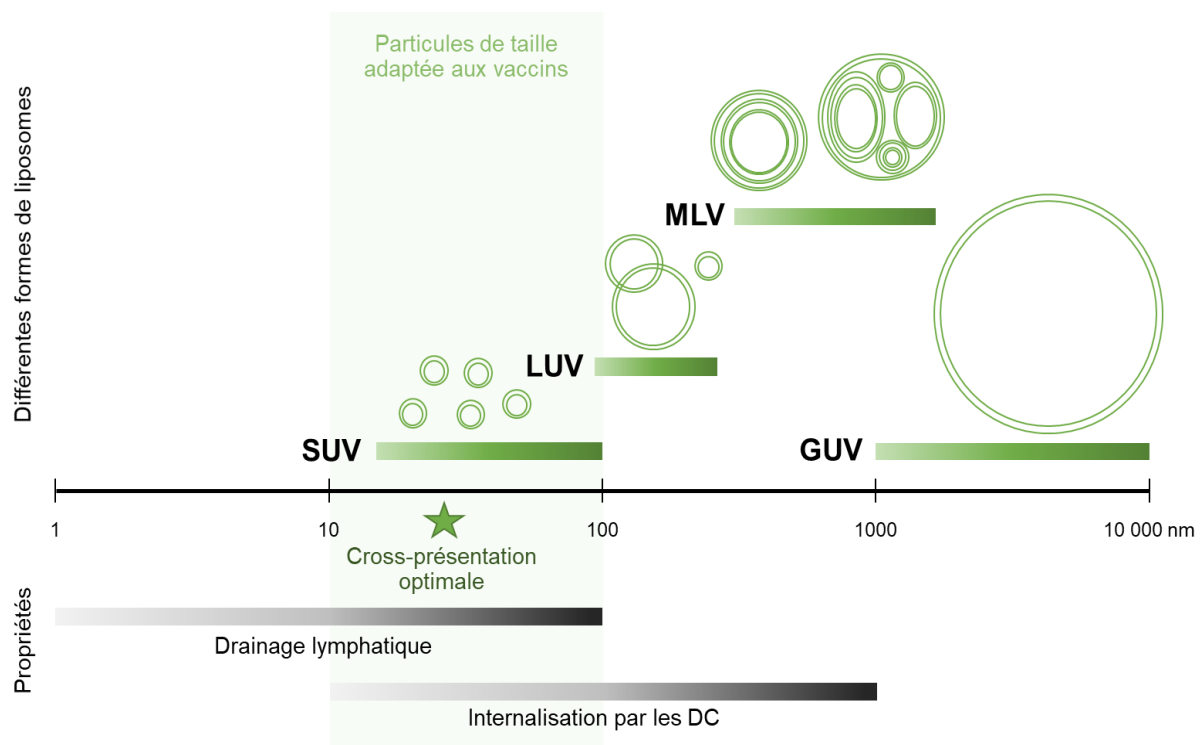 Particules de taille
adaptée aux vaccins
Différentes formes de liposomes
MLV
LUV
SUV
GUV
1
10
100
1000
10 000 nm
Cross-présentation
optimale
Propriétés
Drainage lymphatique
Internalisation par les DC